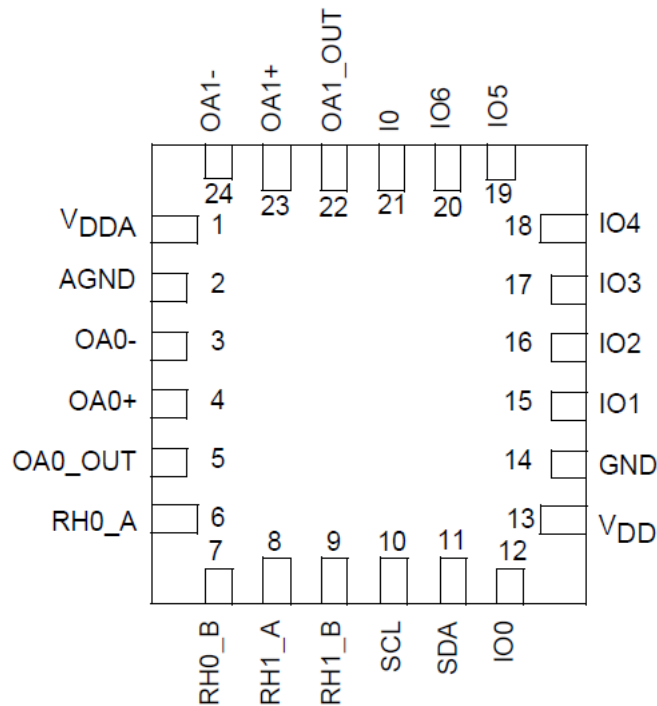 OA1- OA1+ OA1_OUT I0 IO6 IO5
24 23 22 21 20 19
VDDA 1 18 IO4
AGND 2 17 IO3
OA0- 3 16 IO2
OA0+ 4 15 IO1
OA0_OUT 5 14 GND
RH0_A 6 13 VDD
7 8 9 10 11 12
RH0_B RH1_A RH1_B SCL SDA IO0